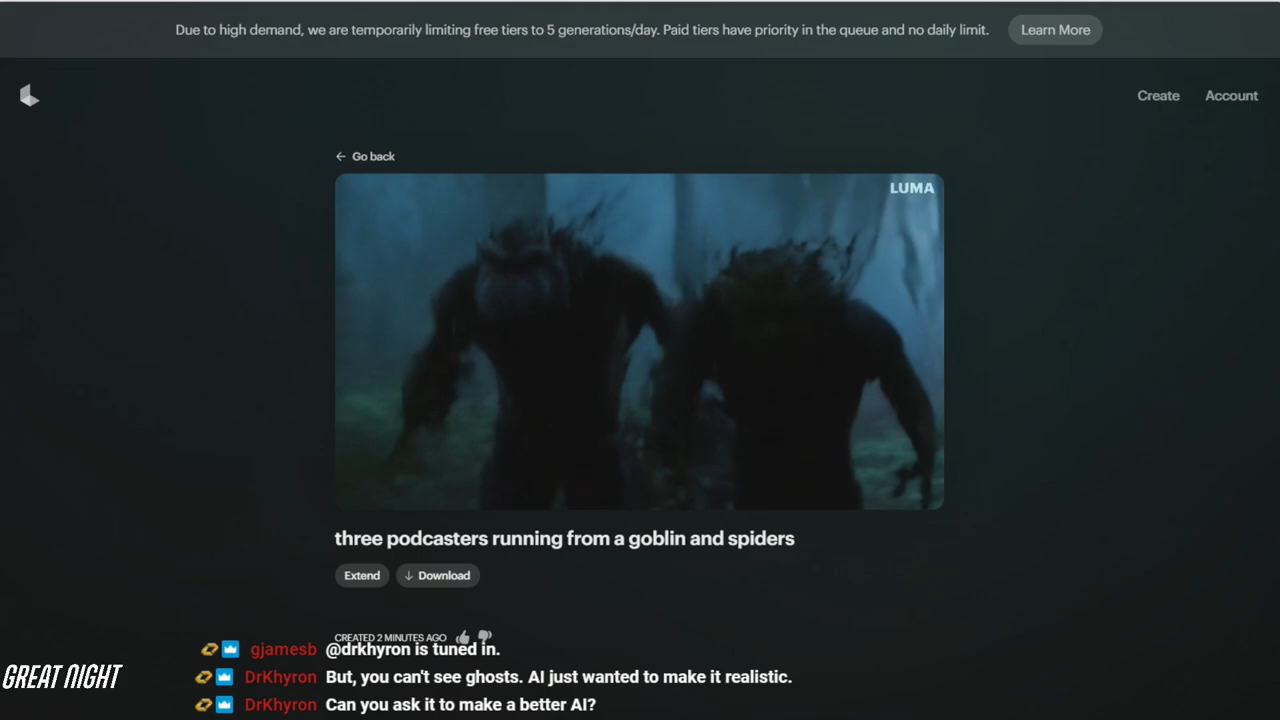 Due to high demand, we are temporarily limiting free tiers to 5 generations/day. Paid tiers have priority in the queue and no daily limit. Learn More
Create Account
← Go back
LUMA
three podcasters running from a goblin and spiders
Extend ↓ Download
CREATED 2 MINUTES AGO
gjamesb @drkhyron is tuned in.
GREAT NIGHT
DrKhyron But, you can't see ghosts. AI just wanted to make it realistic.
DrKhyron Can you ask it to make a better AI?